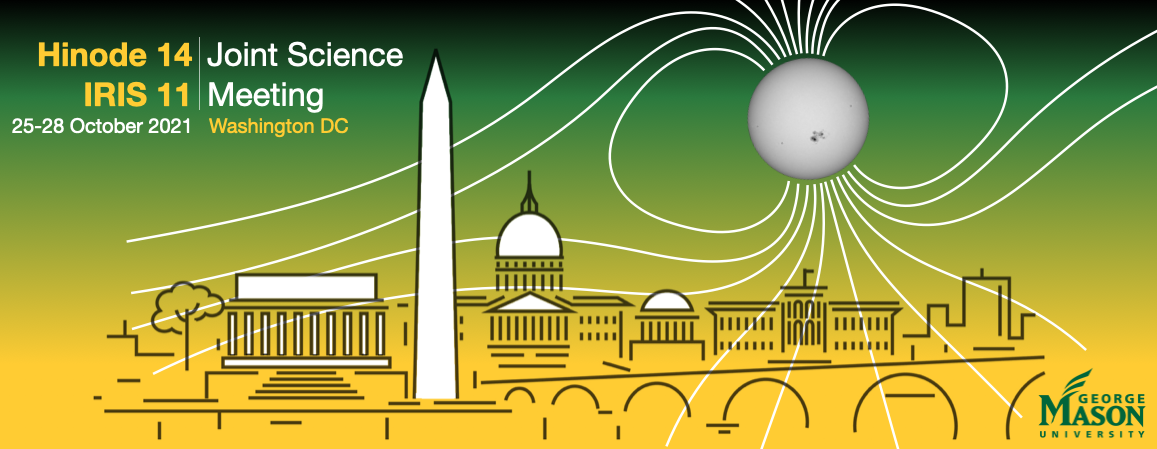 Hinode 14 Joint Science
IRIS 11 Meeting
25-28 October 2021 Washington DC
GEORGE
MASON
UNIVERSITY